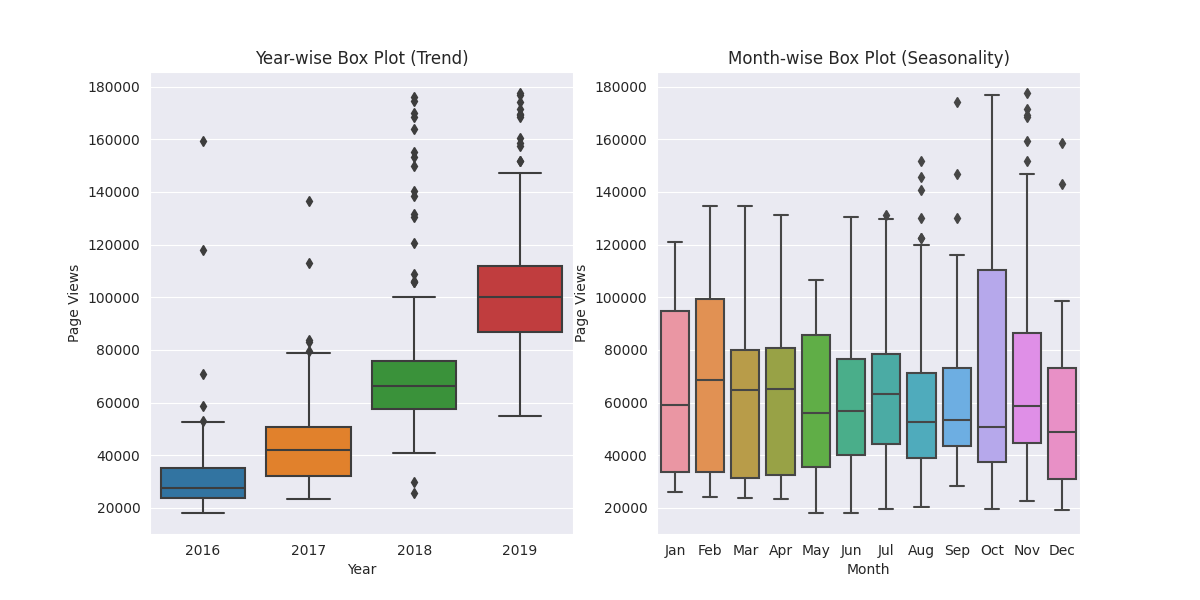 Year-wise Box Plot (Trend)
Page Views
180000
160000
140000
120000
100000
80000
60000
40000
20000
2016 2017 2018 2019
Year
Month-wise Box Plot (Seasonality)
Page Views
180000
160000
140000
120000
100000
80000
60000
40000
20000
Jan Feb Mar Apr May Jun Jul Aug Sep Oct Nov Dec
Month